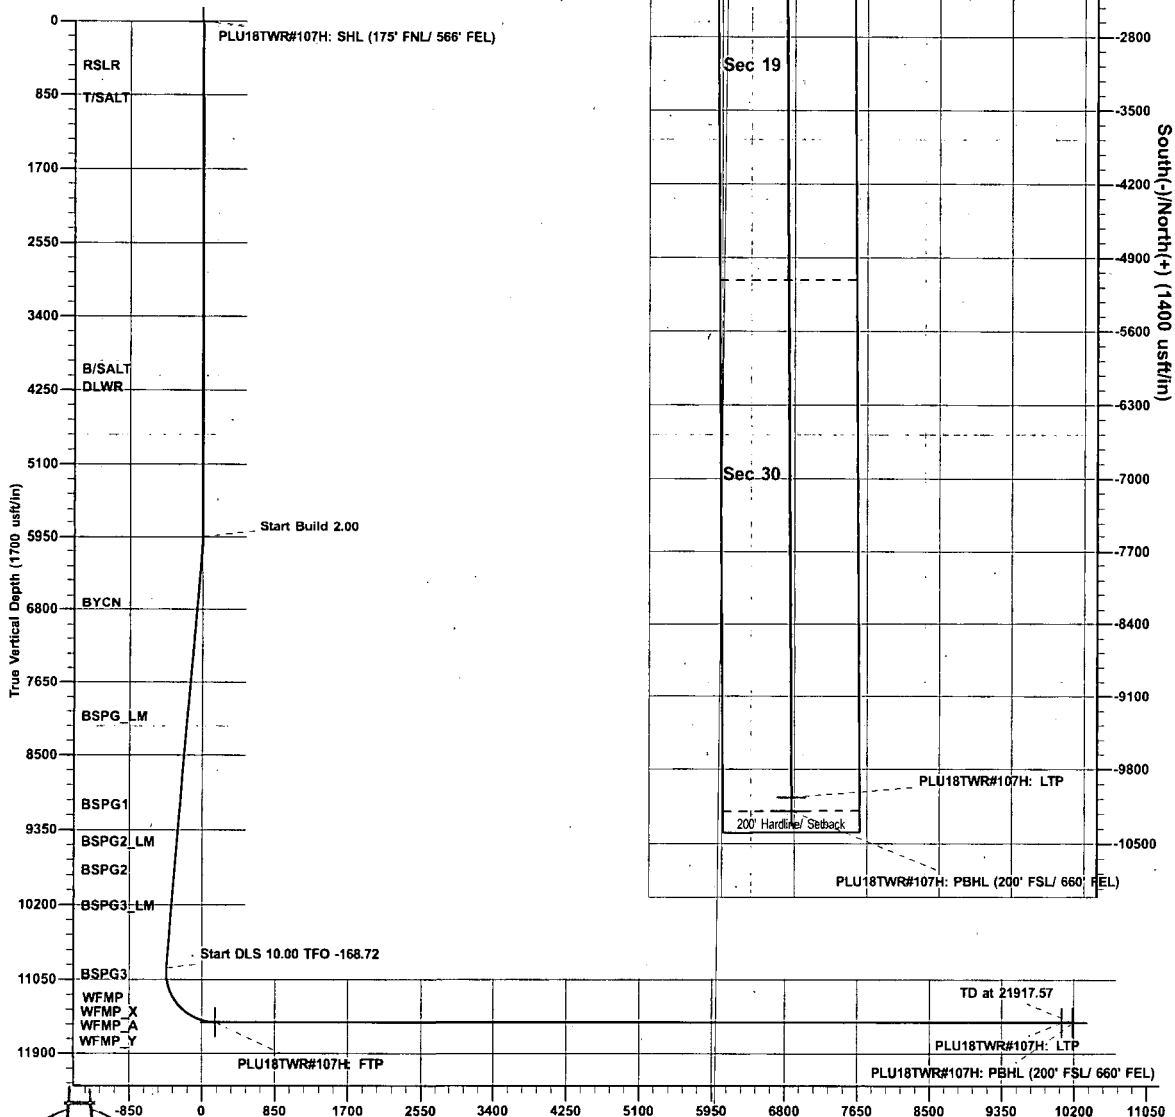 0
PLU18TWR#107H: SHL (175' FNL/ 566' FEL)
RSLR
850
T/SALT
1700
2550
3400
B/SALT
4250
DLWR
5100
5950
Start Build 2.00
6800
BYCN
7650
BSPG_LM
8500
BSPG1
9350
BSPG2_LM
BSPG2
10200
BSPG3_LM
Start DLS 10.00 TFO -168.72
11050
BSPG3
WFMP
WFMP_X
WFMP_A
WFMP_Y
11900
True Vertical Depth (1700 usft/in)
PLU18TWR#107H: FTP
TD at 21917.57
PLU18TWR#107H: LTP
PLU18TWR#107H: PBHL (200' FSL/ 660' FEL)
-850
0
850
1700
2550
3400
4250
5100
5950
6800
7650
8500
9350
10200
11050
Sec 19
Sec 30
PLU18TWR#107H: LTP
200' Hardline/ Setback
PLU18TWR#107H: PBHL (200' FSL/ 660' FEL)
-2800
-3500
-4200
-4900
-5600
-6300
-7000
-7700
-8400
-9100
-9800
-10500
South(-)/North(+) (1400 usft/in)